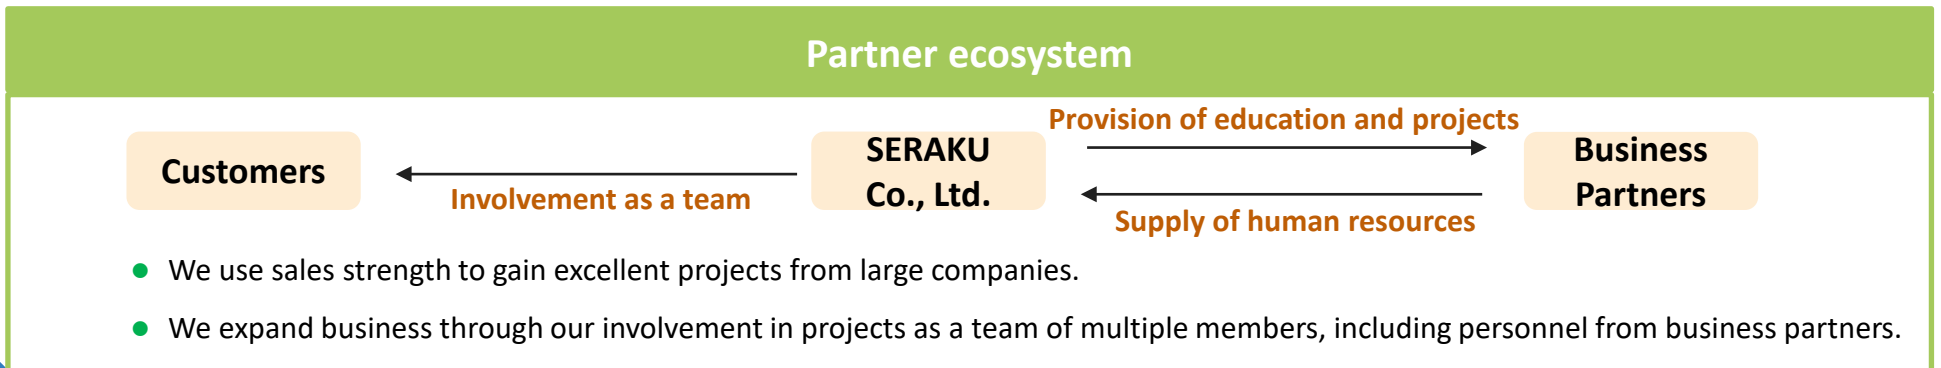 Partner ecosystem
Provision of education and projects
Customers
SERAKU
Co., Ltd.
Business
Partners
Involvement as a team
Supply of human resources
● We use sales strength to gain excellent projects from large companies.
● We expand business through our involvement in projects as a team of multiple members, including personnel from business partners.